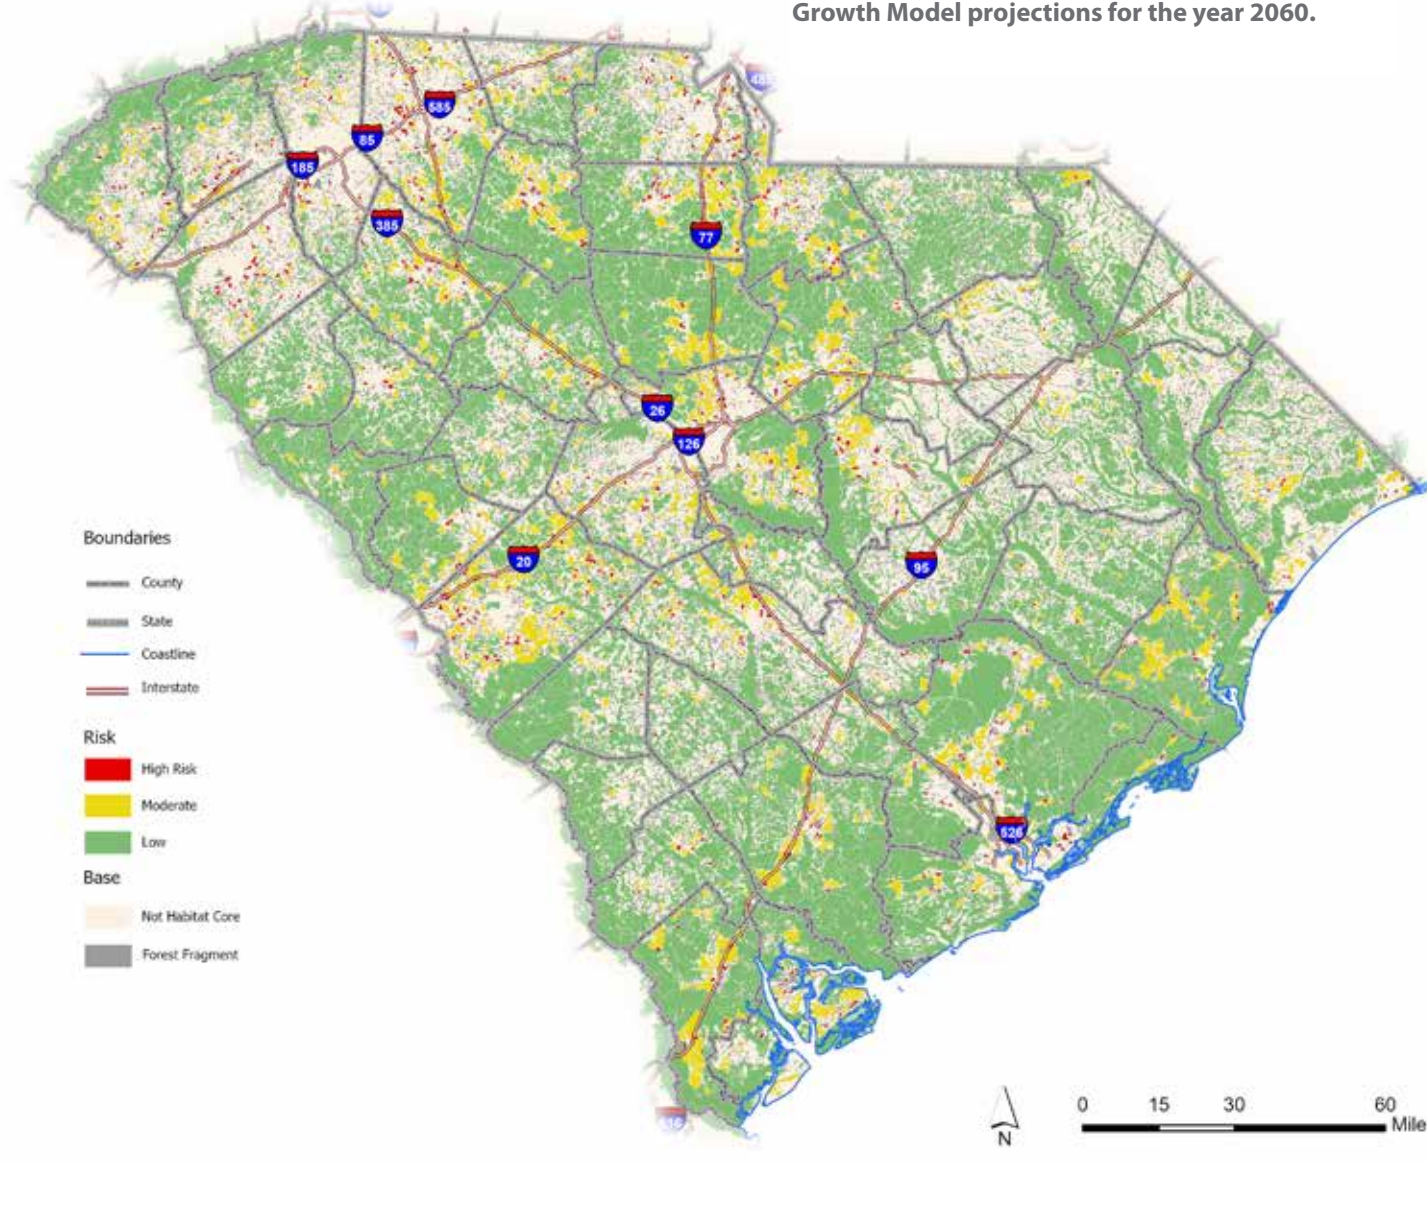 Growth Model projections for the year 2060.
585
85
185
385
77
26
126
20
95
526
Boundaries
County
State
Coastline
Interstate
Risk
High Risk
Moderate
Low
Base
Not Habitat Core
Forest Fragment
N
0 15 30 60
Mile